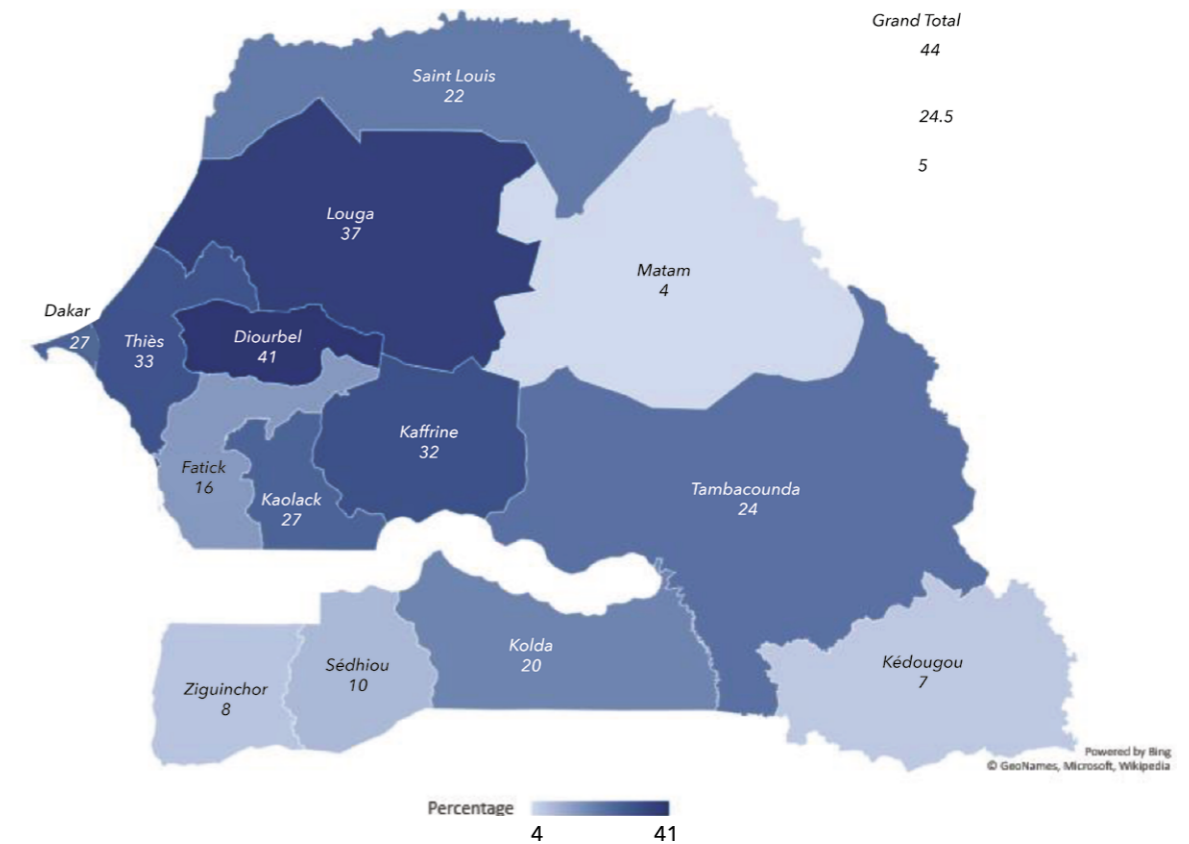 Grand Total
44
24.5
5
Saint Louis
22
Louga
37
Matam
4
Dakar
27
Thiès
33
Diourbel
41
Kaffrine
32
Fatick
16
Kaolack
27
Tambacounda
24
Kolda
20
Sédhiou
10
Ziguinchor
8
Kédougou
7
Powered by Bing
© GeoNames, Microsoft, Wikipedia
Percentage
4 41